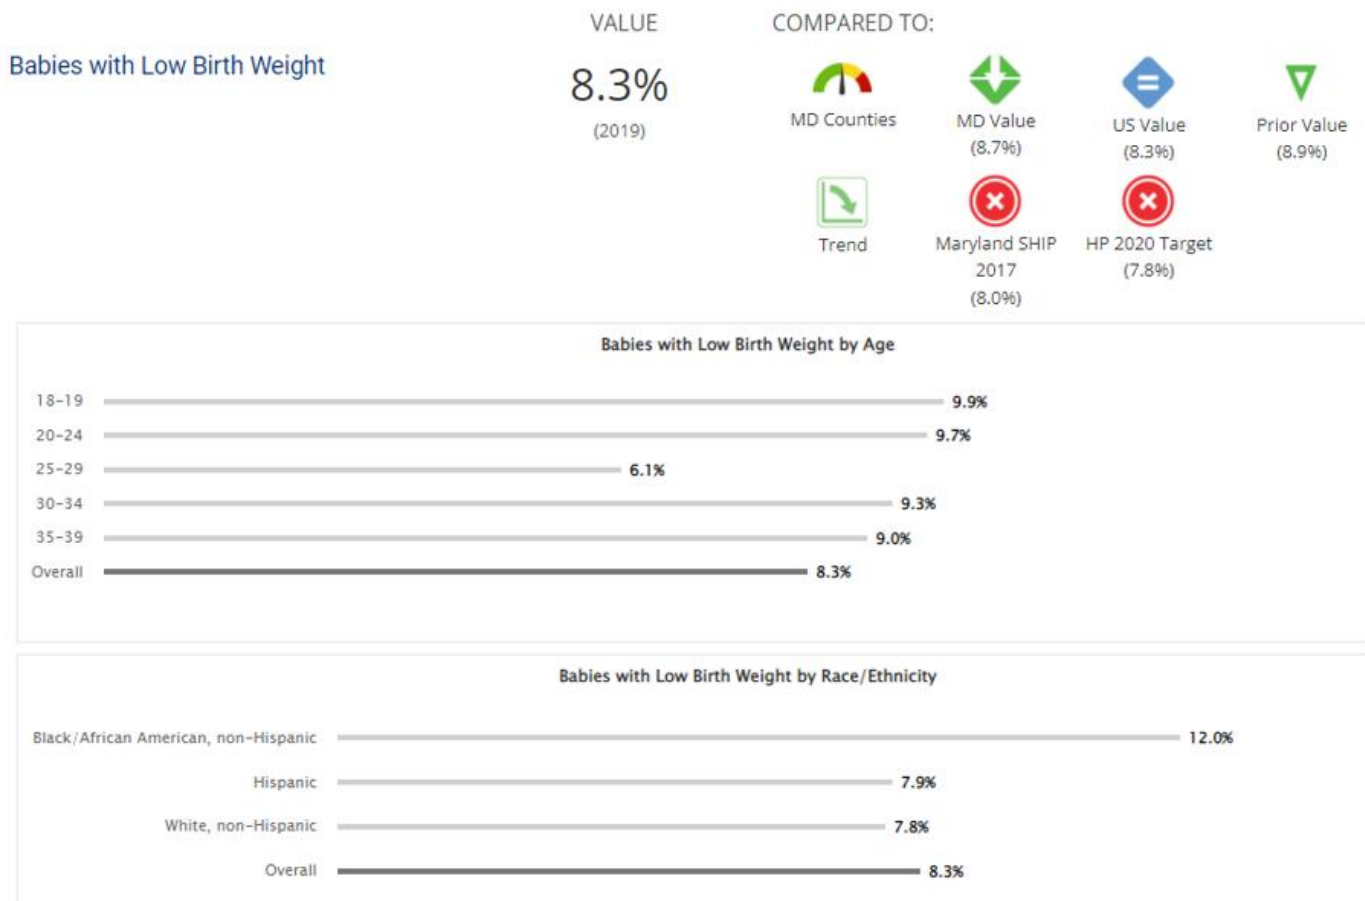 VALUE
COMPARED TO:
Babies with Low Birth Weight
8.3%
(2019)
MD Counties
MD Value
(8.7%)
US Value
(8.3%)
Prior Value
(8.9%)
Trend
Maryland SHIP
2017
(8.0%)
HP 2020 Target
(7.8%)
Babies with Low Birth Weight by Age
18-19 9.9%
20-24 9.7%
25-29 6.1%
30-34 9.3%
35-39 9.0%
Overall 8.3%
Babies with Low Birth Weight by Race/Ethnicity
Black/African American, non-Hispanic 12.0%
Hispanic 7.9%
White, non-Hispanic 7.8%
Overall 8.3%